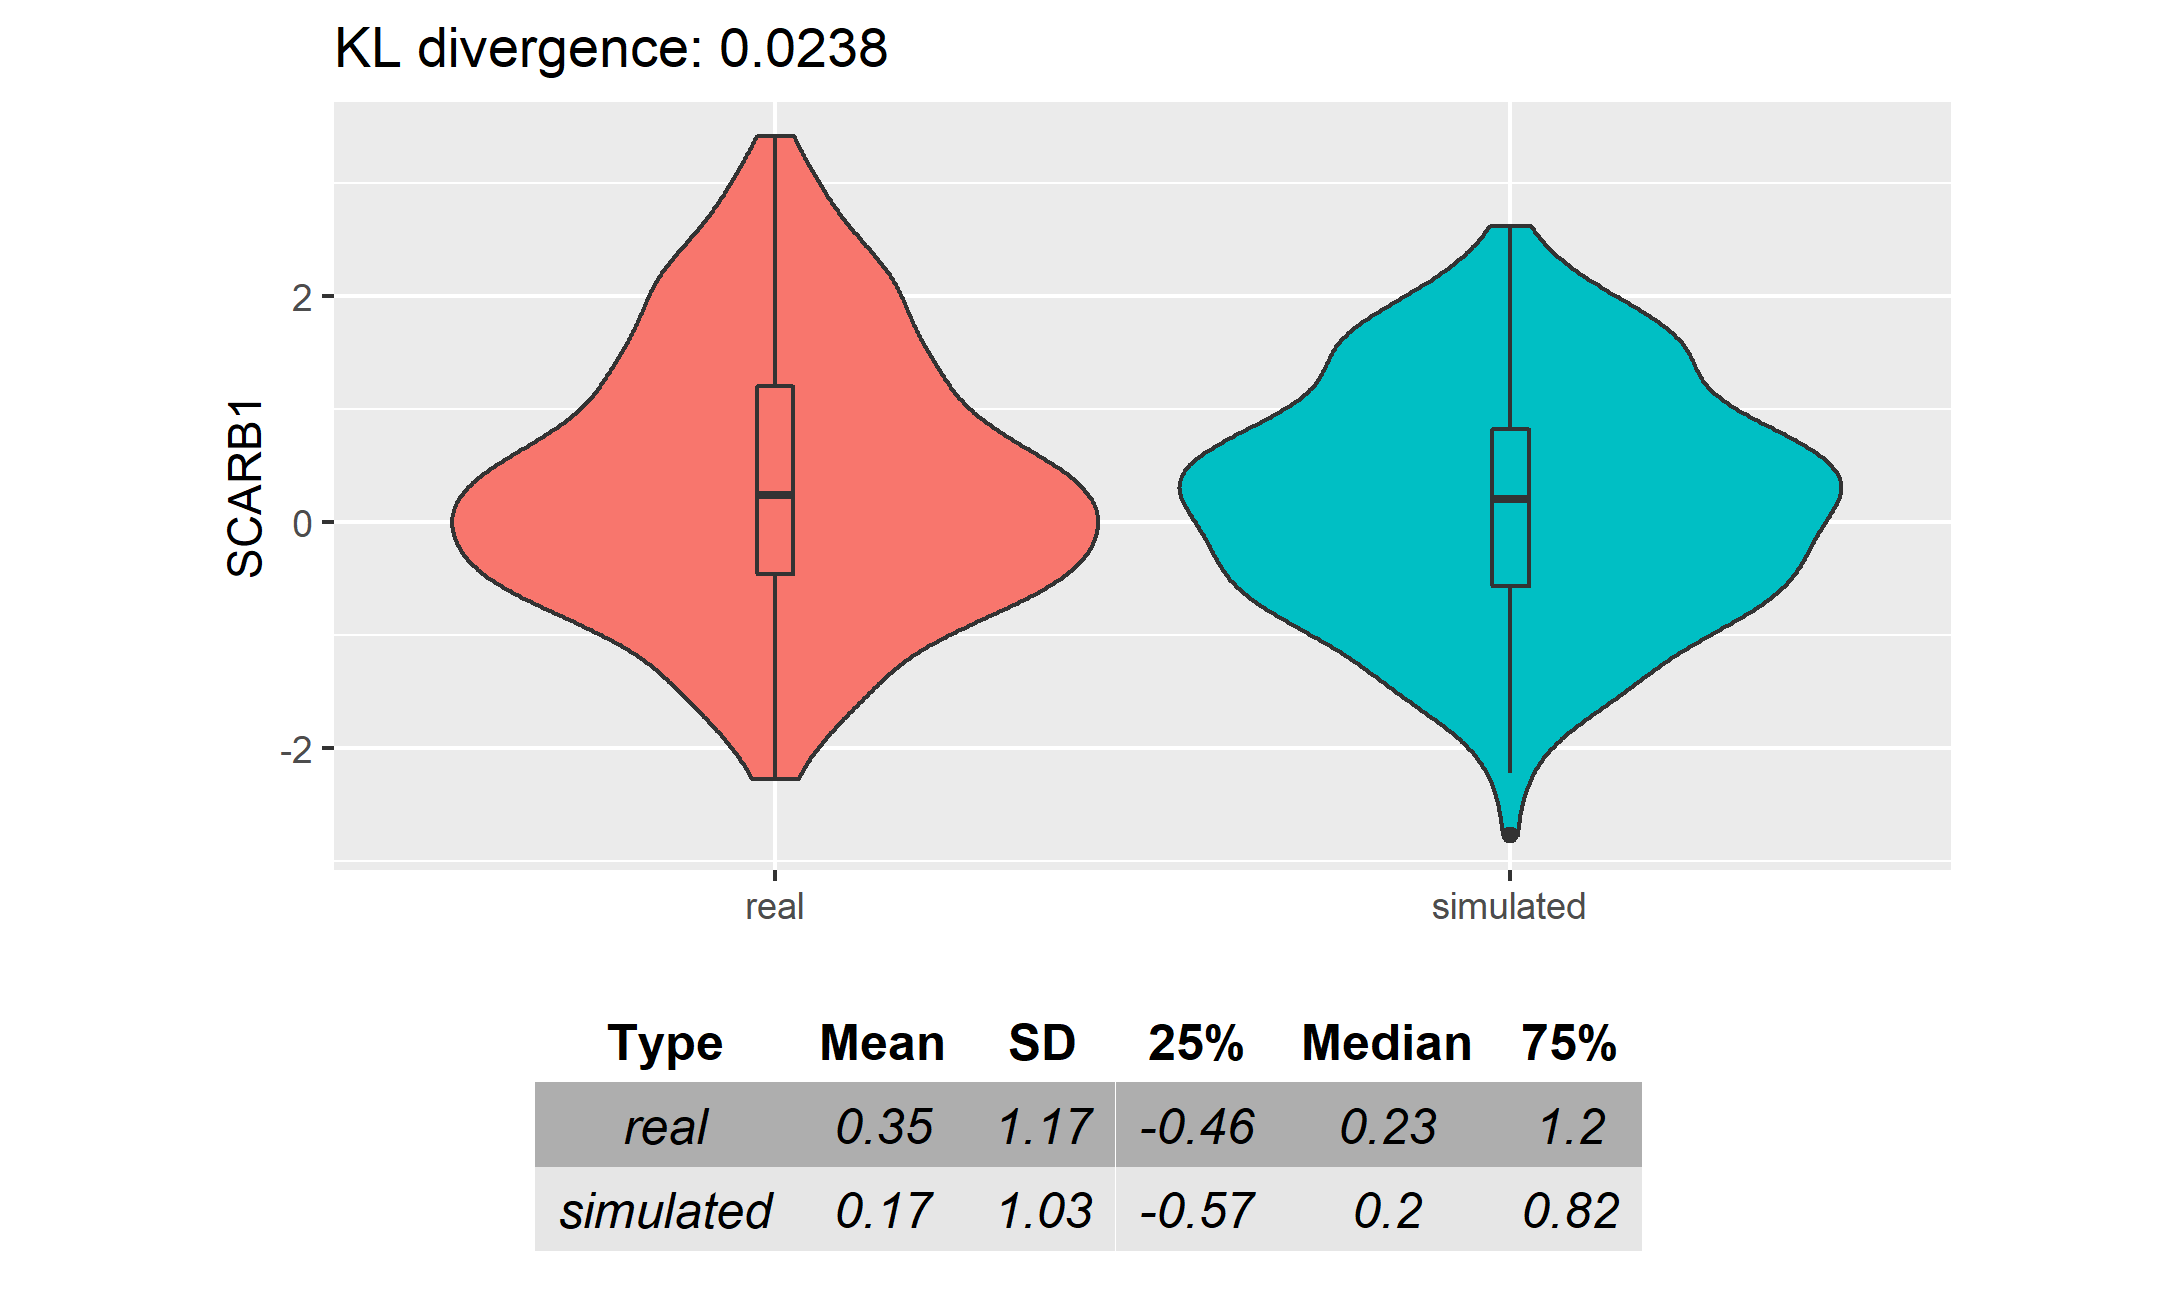 KL divergence: 0.0238
SCARB1
2
0
-2
real simulated
Type Mean SD 25% Median 75%
real 0.35 1.17 -0.46 0.23 1.2
simulated 0.17 1.03 -0.57 0.2 0.82